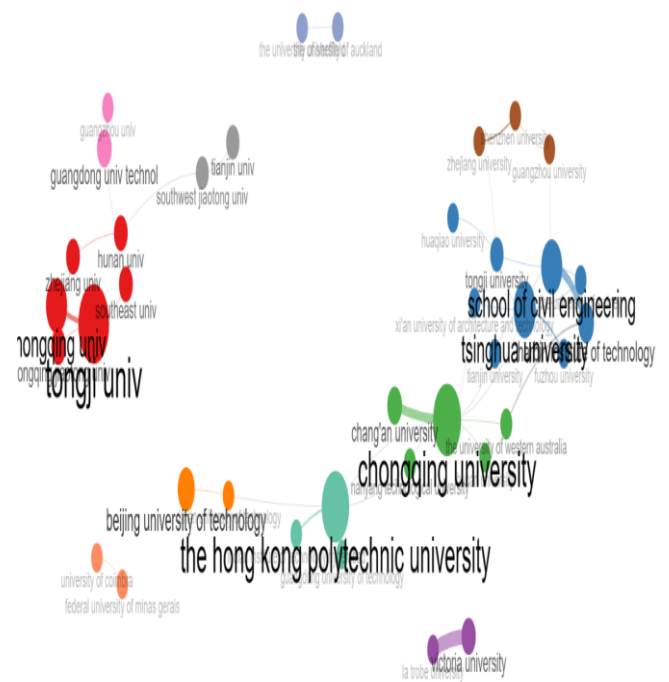 of auckland
guangzhou univ
shenzhen university
zhejiang university
guangzhou university
guangdong univ technol
tianjin univ
southwest jiaotong univ
huaqiao university
hunan univ
tongji university
zhejiang univ
southeast univ
school of civil engineering
xi'an university of architecture and technology
hongqing univ
tsinghua university
of technology
tianjin university
fuzhou university
tongji univ
chang'an university
the university of western australia
chongqing university
nanyang technological university
beijing university of technology
the hong kong polytechnic university
guangdong university of technology
university of coimbra
federal university of minas gerais
la trobe university
victoria university